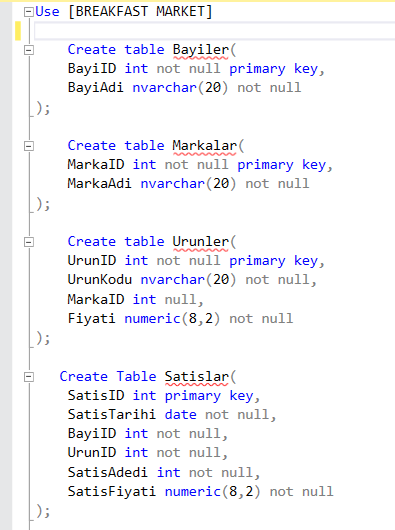 Use [BREAKFAST MARKET]
Create table Bayiler(
BayiID int not null primary key,
BayiAdi nvarchar(20) not null
);
Create table Markalar(
MarkaID int not null primary key,
MarkaAdi nvarchar(20) not null
);
Create table Urunler(
UrunID int not null primary key,
UrunKodu nvarchar(20) not null,
MarkaID int null,
Fiyati numeric(8,2) not null
);
Create Table Satislar(
SatisID int primary key,
SatisTarihi date not null,
BayiID int not null,
UrunID int not null,
SatisAdedi int not null,
SatisFiyati numeric(8,2) not null
);